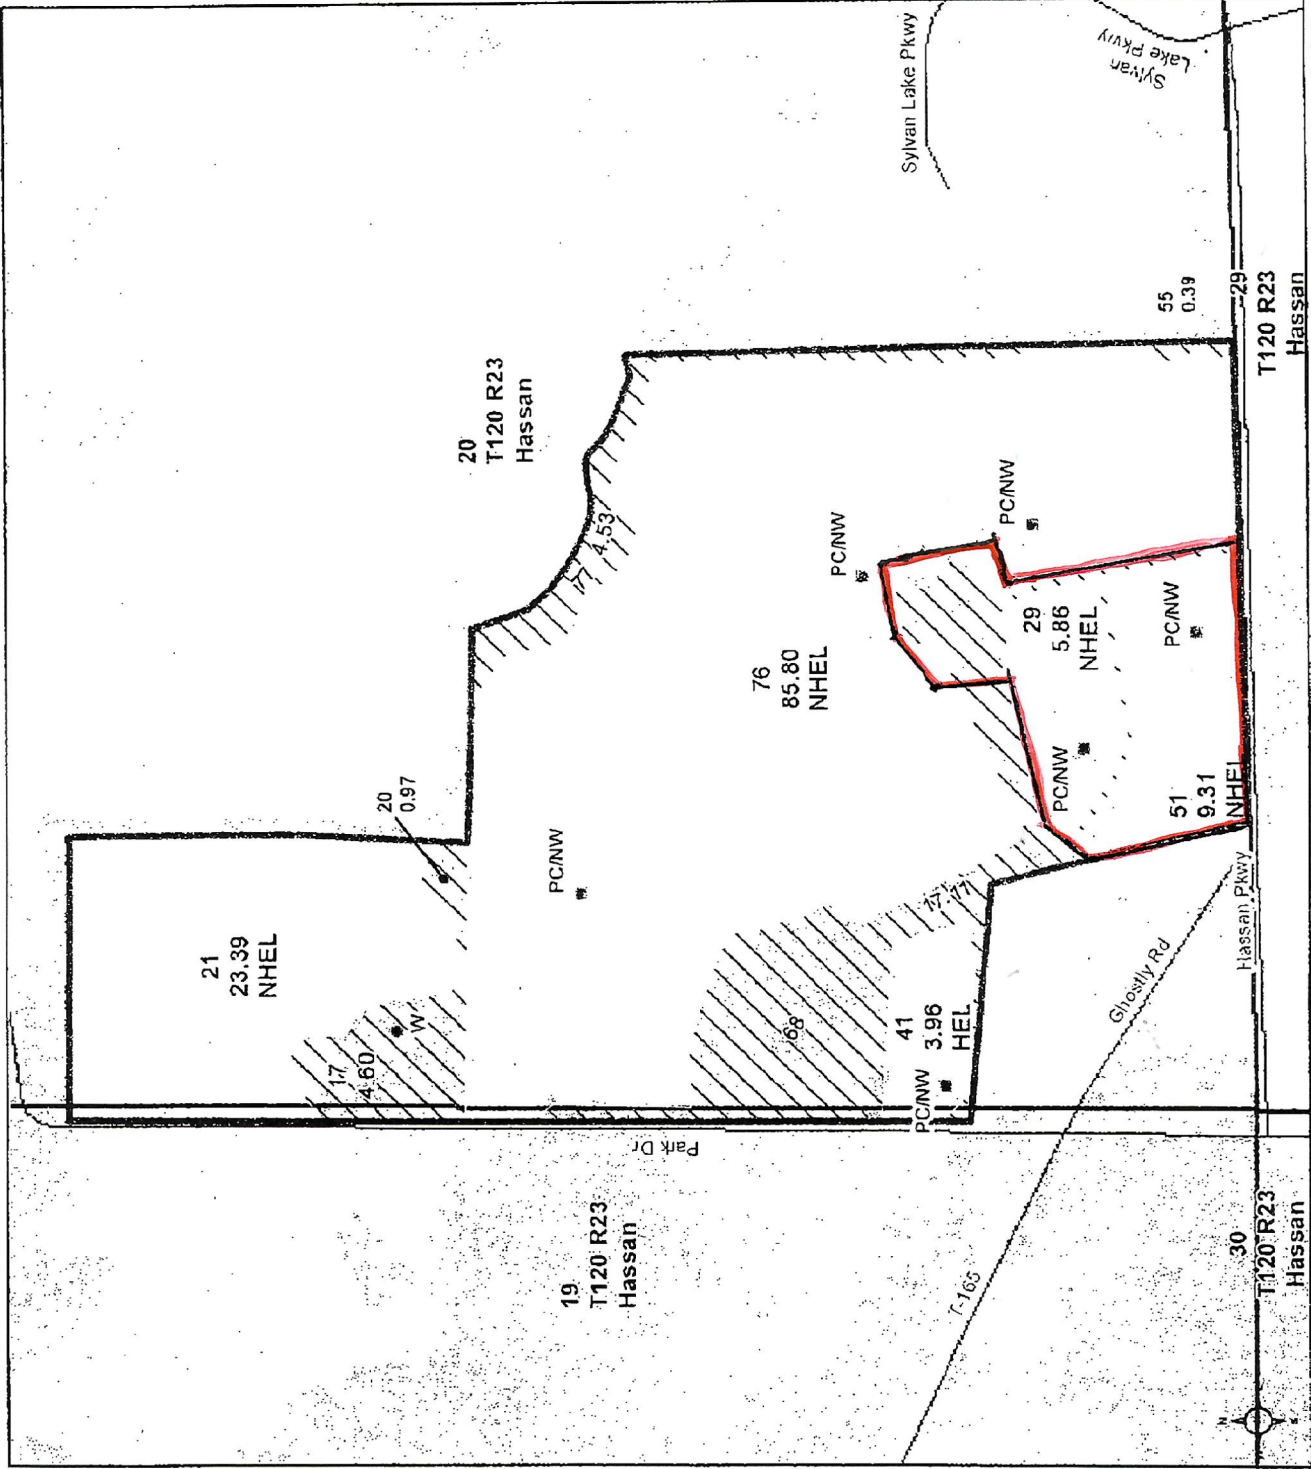 Sylvan Lake Pkwy
Sylvan
Lake Pkwy
20
T120 R23
Hassan
55
0.39
29
T120 R23
Hassan
4.53
PC/NW
PC/NW
76
85.80
NHEL
29
5.86
NHEL
PC/NW
PC/NW
51
9.31
NHEL
20
0.97
PC/NW
21
23.39
NHEL
17
4.60
W
17.17
68
41
3.96
HEL
PC/NW
Ghostly Rd
Hassan Pkwy
Park Dr
19
T120 R23
Hassan
T-165
30
T120 R23
Hassan
N